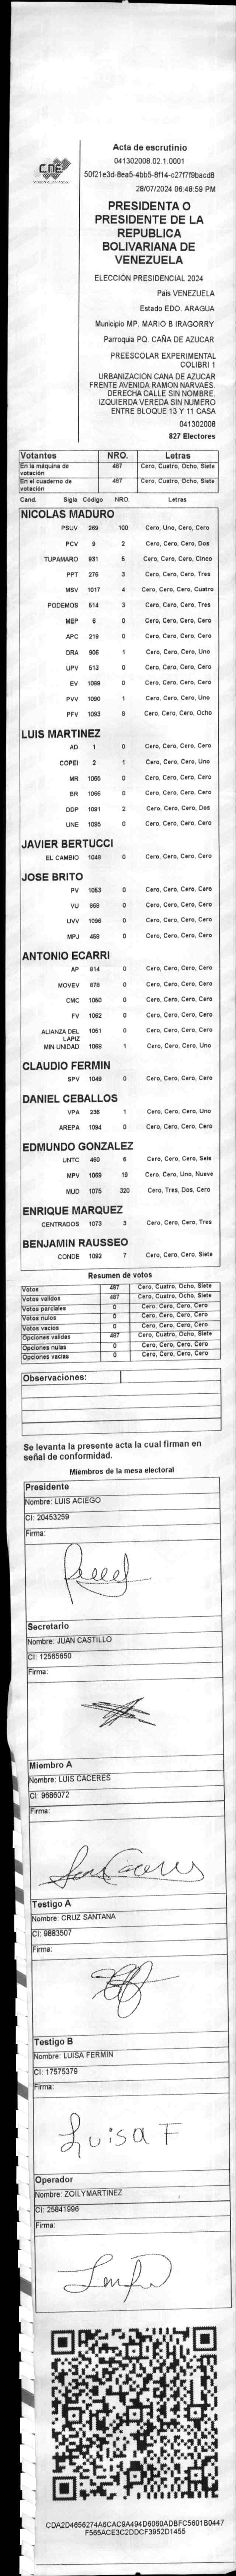 CNE
Acta de escrutinio
041302008.02.1.0001
50f21e3d-8ea5-4bb5-8f14-c27f7f9bacd8
28/07/2024 06:48:59 PM
PRESIDENTA O
PRESIDENTE DE LA
REPUBLICA
BOLIVARIANA DE
VENEZUELA
ELECCIÓN PRESIDENCIAL 2024
Pais VENEZUELA
Estado EDO. ARAGUA
Municipio MP. MARIO B IRAGORRY
Parroquia PQ. CAÑA DE AZUCAR
PREESCOLAR EXPERIMENTAL
COLIBRI 1
URBANIZACION CANA DE AZUCAR
FRENTE AVENIDA RAMON NARVAES.
DERECHA CALLE SIN NOMBRE.
IZQUIERDA VEREDA SIN NUMERO
ENTRE BLOQUE 13 Y 11 CASA
041302008
827 Electores
Votantes NRO. Letras
En la máquina de votación 487 Cero, Cuatro, Ocho, Siete
En el cuaderno de votación 487 Cero, Cuatro, Ocho, Siete
Cand. Sigla Código NRO. Letras
NICOLAS MADURO
PSUV 269 100 Cero, Uno, Cero, Cero
PCV 9 2 Cero, Cero, Cero, Dos
TUPAMARO 931 5 Cero, Cero, Cero, Cinco
PPT 276 3 Cero, Cero, Cero, Tres
MSV 1017 4 Cero, Cero, Cero, Cuatro
PODEMOS 514 3 Cero, Cero, Cero, Tres
MEP 6 0 Cero, Cero, Cero, Cero
APC 219 0 Cero, Cero, Cero, Cero
ORA 906 1 Cero, Cero, Cero, Uno
UPV 513 0 Cero, Cero, Cero, Cero
EV 1089 0 Cero, Cero, Cero, Cero
PVV 1090 1 Cero, Cero, Cero, Uno
PFV 1093 8 Cero, Cero, Cero, Ocho
LUIS MARTINEZ
AD 1 0 Cero, Cero, Cero, Cero
COPEI 2 1 Cero, Cero, Cero, Uno
MR 1065 0 Cero, Cero, Cero, Cero
BR 1066 0 Cero, Cero, Cero, Cero
DDP 1091 2 Cero, Cero, Cero, Dos
UNE 1095 0 Cero, Cero, Cero, Cero
JAVIER BERTUCCI
EL CAMBIO 1048 0 Cero, Cero, Cero, Cero
JOSE BRITO
PV 1053 0 Cero, Cero, Cero, Cero
VU 868 0 Cero, Cero, Cero, Cero
UVV 1096 0 Cero, Cero, Cero, Cero
MPJ 458 0 Cero, Cero, Cero, Cero
ANTONIO ECARRI
AP 814 0 Cero, Cero, Cero, Cero
MOVEV 878 0 Cero, Cero, Cero, Cero
CMC 1050 0 Cero, Cero, Cero, Cero
FV 1062 0 Cero, Cero, Cero, Cero
ALIANZA DEL LAPIZ 1051 0 Cero, Cero, Cero, Cero
MIN UNIDAD 1068 1 Cero, Cero, Cero, Uno
CLAUDIO FERMIN
SPV 1049 0 Cero, Cero, Cero, Cero
DANIEL CEBALLOS
VPA 236 1 Cero, Cero, Cero, Uno
AREPA 1094 0 Cero, Cero, Cero, Cero
EDMUNDO GONZALEZ
UNTC 460 6 Cero, Cero, Cero, Seis
MPV 1069 19 Cero, Cero, Uno, Nueve
MUD 1075 320 Cero, Tres, Dos, Cero
ENRIQUE MARQUEZ
CENTRADOS 1073 3 Cero, Cero, Cero, Tres
BENJAMIN RAUSSEO
CONDE 1092 7 Cero, Cero, Cero, Siete
Resumen de votos
Votos 487 Cero, Cuatro, Ocho, Siete
Votos validos 487 Cero, Cuatro, Ocho, Siete
Votos parciales 0 Cero, Cero, Cero, Cero
Votos nulos 0 Cero, Cero, Cero, Cero
Votos vacios 0 Cero, Cero, Cero, Cero
Opciones validas 487 Cero, Cuatro, Ocho, Siete
Opciones nulas 0 Cero, Cero, Cero, Cero
Opciones vacias 0 Cero, Cero, Cero, Cero
Observaciones:
Se levanta la presente acta la cual firman en
señal de conformidad.
Miembros de la mesa electoral
Presidente
Nombre: LUIS ACIEGO
CI: 20453259
Firma:
Secretario
Nombre: JUAN CASTILLO
CI: 12565650
Firma:
Miembro A
Nombre: LUIS CACERES
CI: 9686072
Firma:
Testigo A
Nombre: CRUZ SANTANA
CI: 9883507
Firma:
Testigo B
Nombre: LUISA FERMIN
CI: 17575379
Firma:
Luisa F
Operador
Nombre: ZOILYMARTINEZ
CI: 25841996
Firma:
CDA2D4656274A6CAC9A494D6060ADBFC5601B0447
F565ACE3C2DDCF3952D1455